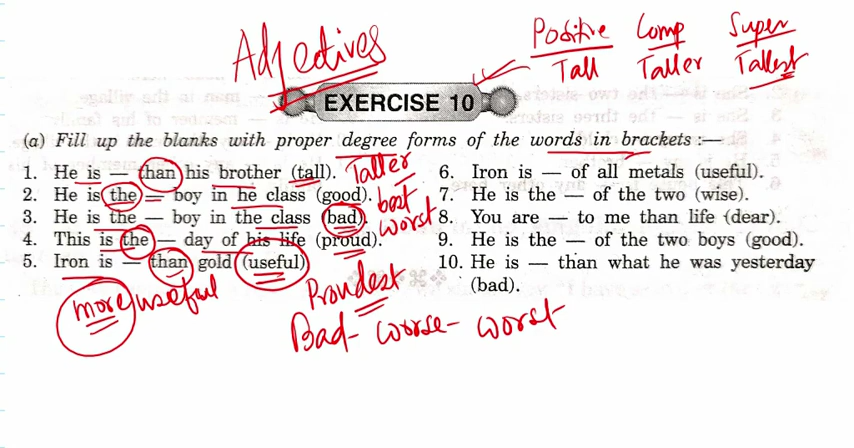 Adjectives
Positive Comp Super
Tall Taller Tallest
EXERCISE 10
(a) Fill up the blanks with proper degree forms of the words in brackets :—
1. He is — than his brother (tall). Taller
2. He is the — boy in he class (good). best
3. He is the — boy in the class (bad). worst
4. This is the — day of his life (proud).
Proudest
5. Iron is — than gold (useful)
more useful
Bad - worse - worst
6. Iron is — of all metals (useful).
7. He is the — of the two (wise).
8. You are — to me than life (dear).
9. He is the — of the two boys (good).
10. He is — than what he was yesterday
(bad).